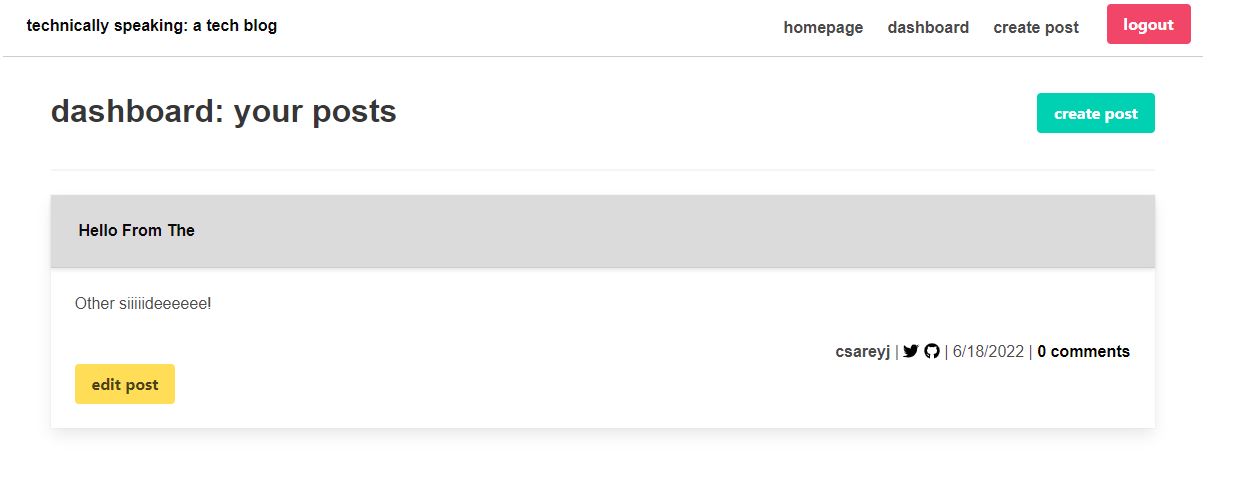 technically speaking: a tech blog homepage dashboard create post logout
dashboard: your posts create post
Hello From The
Other siiiiideeeeee!
csareyj | | 6/18/2022 | 0 comments
edit post